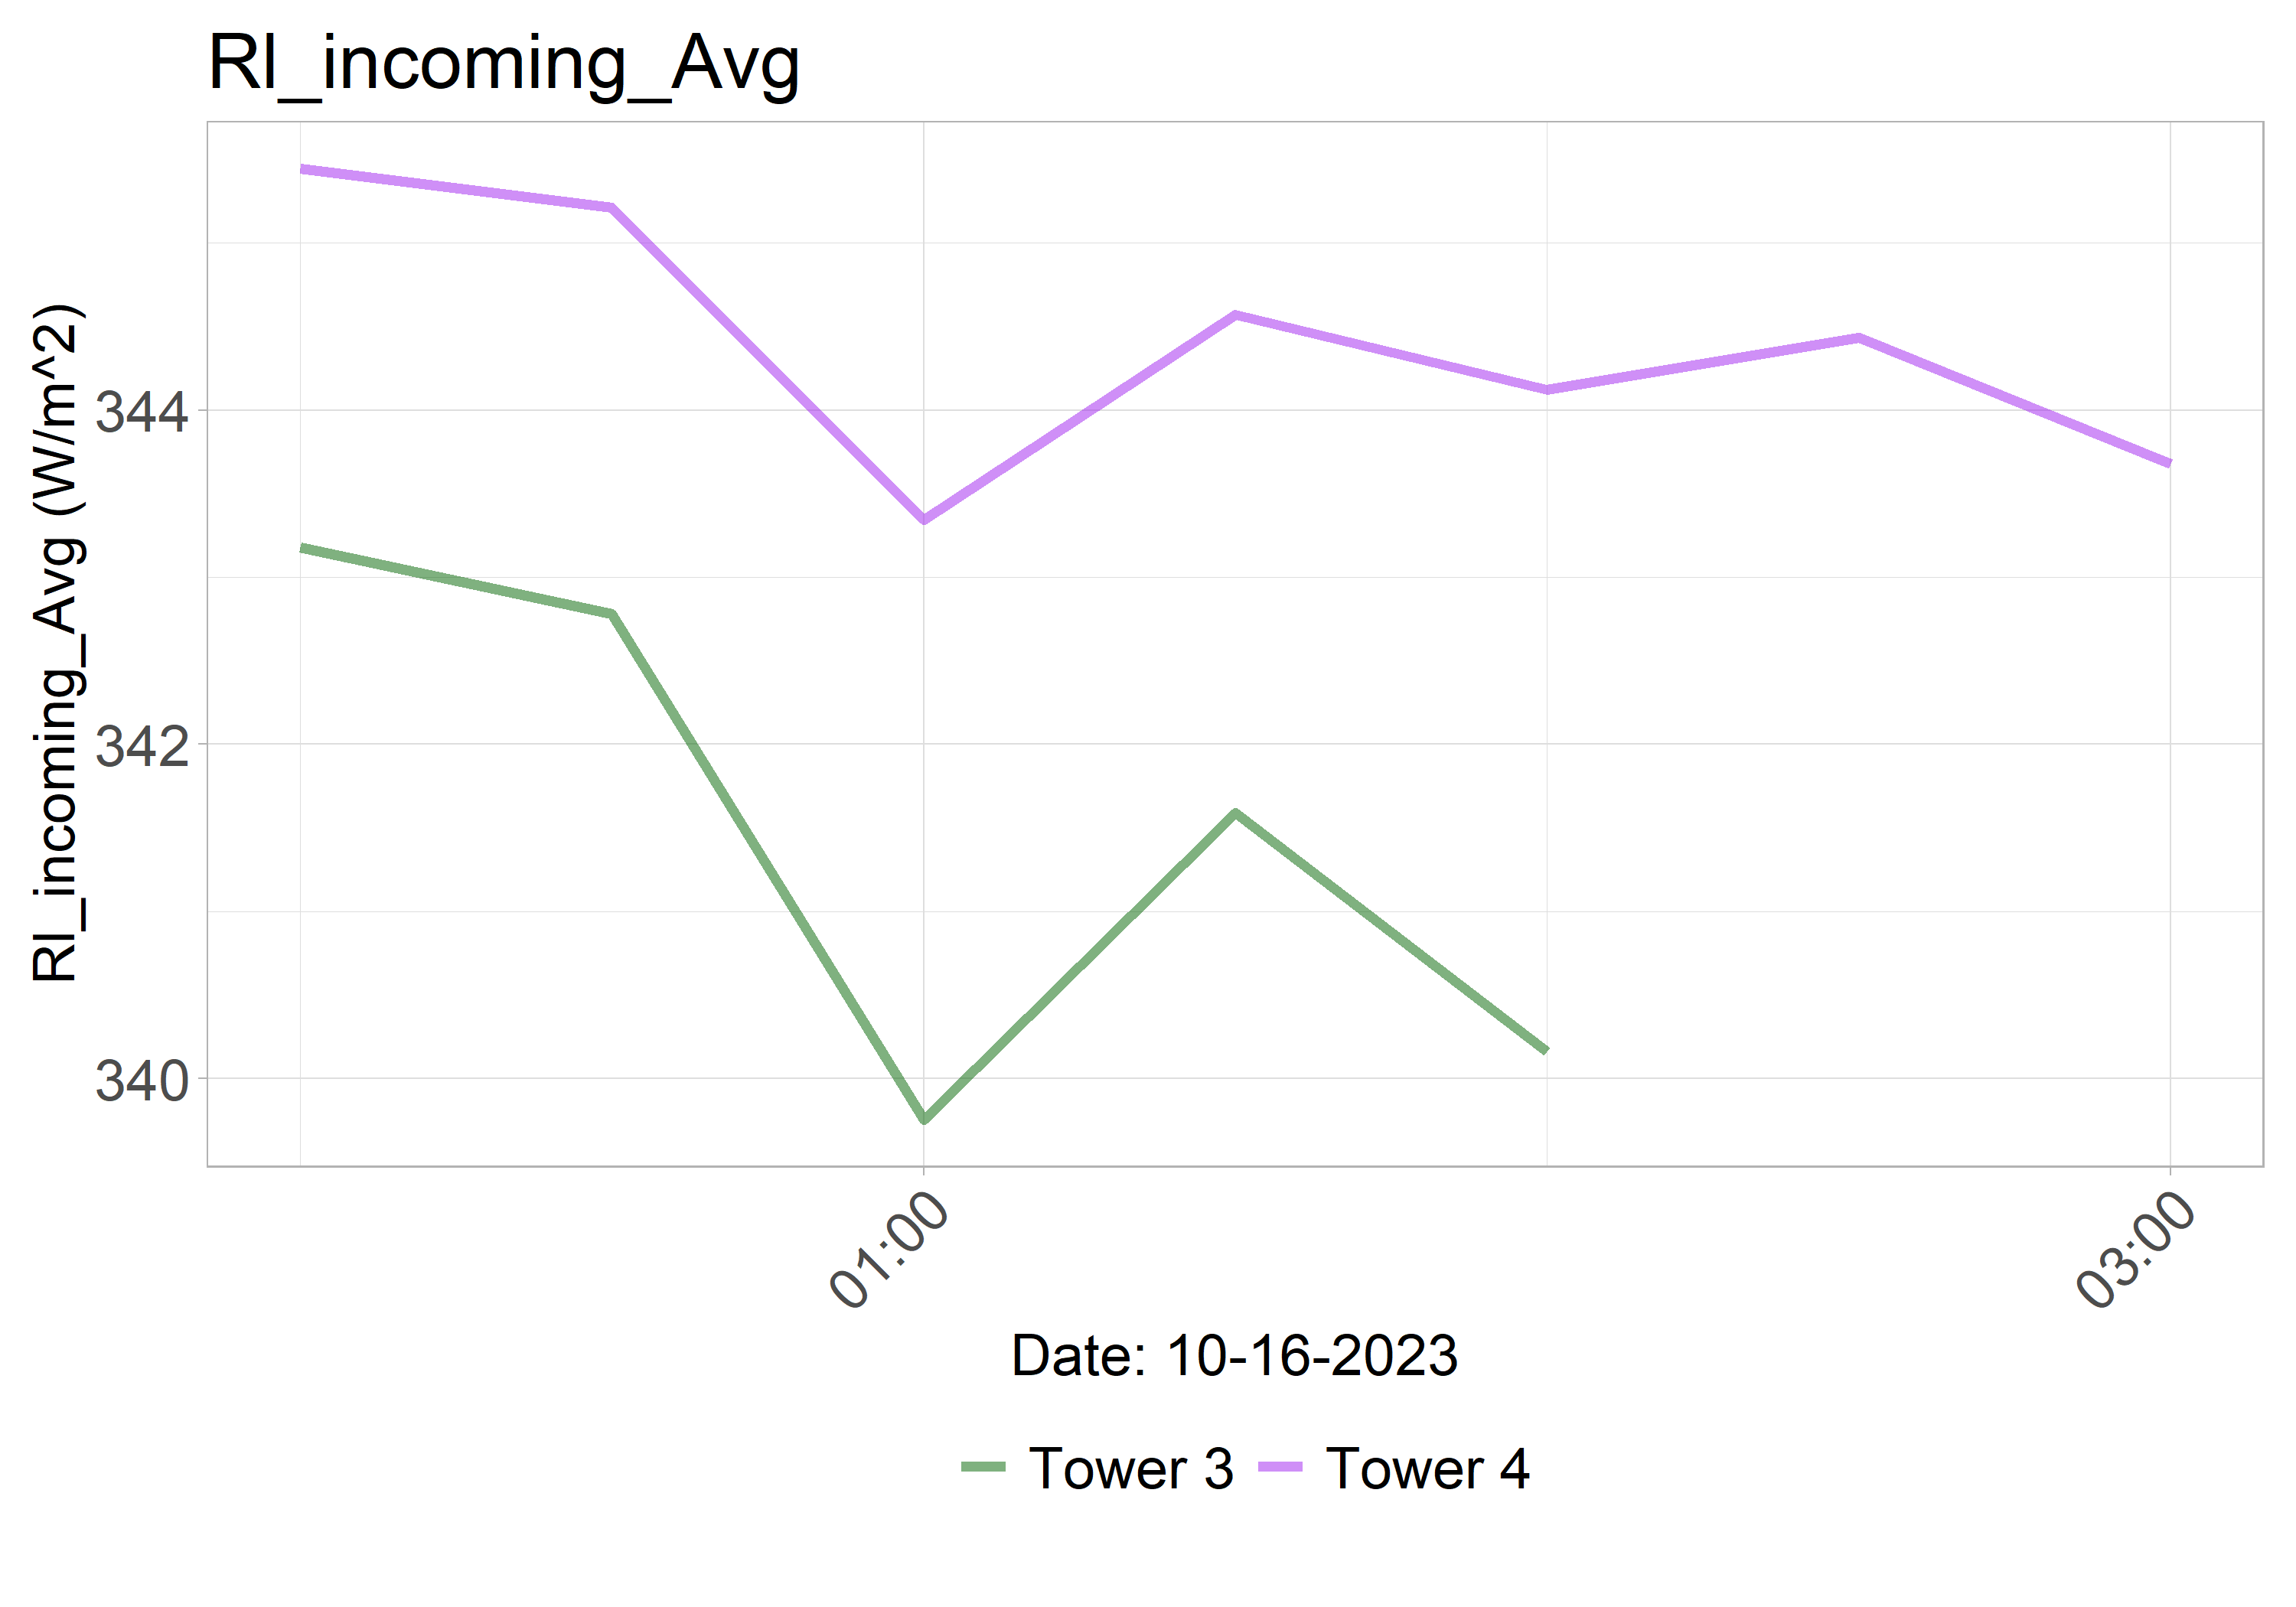 Rl_incoming_Avg
Rl_incoming_Avg (W/m^2)
344
342
340
01:00
03:00
Date: 10-16-2023
Tower 3
Tower 4